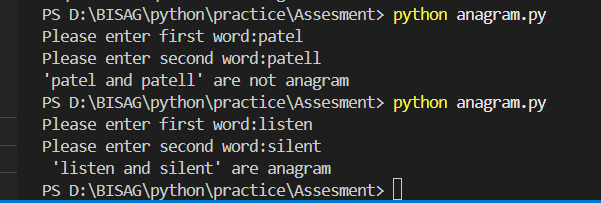 PS D:\BISAG\python\practice\Assesment> python anagram.py
Please enter first word:patel
Please enter second word:patell
'patel and patell' are not anagram
PS D:\BISAG\python\practice\Assesment> python anagram.py
Please enter first word:listen
Please enter second word:silent
 'listen and silent' are anagram
PS D:\BISAG\python\practice\Assesment>